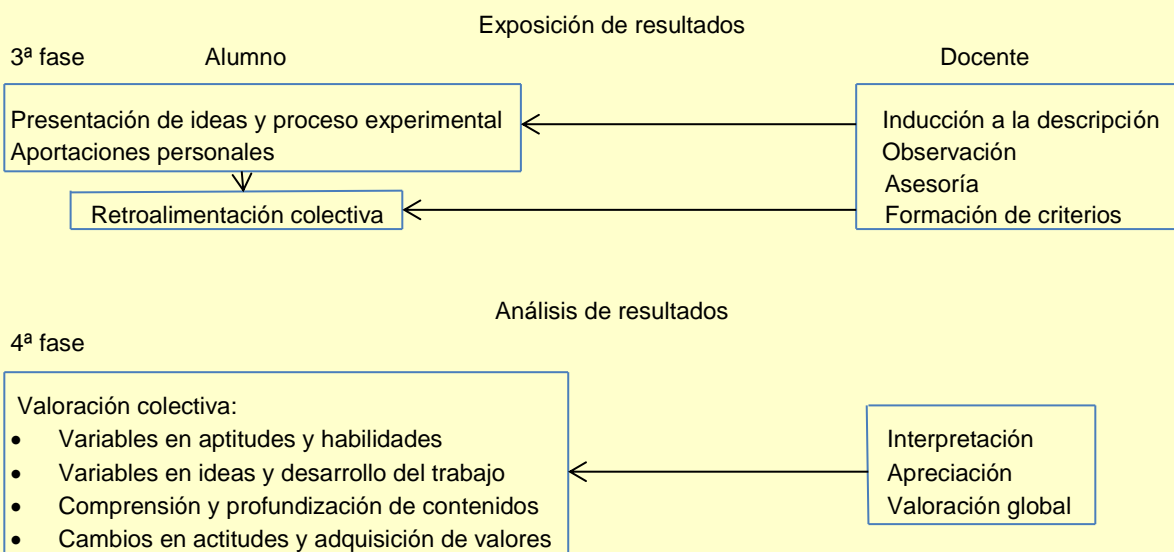 Exposición de resultados
3ª fase Alumno Docente
Presentación de ideas y proceso experimental
Aportaciones personales
Retroalimentación colectiva
Inducción a la descripción
Observación
Asesoría
Formación de criterios
Análisis de resultados
4ª fase
Valoración colectiva:
• Variables en aptitudes y habilidades
• Variables en ideas y desarrollo del trabajo
• Comprensión y profundización de contenidos
• Cambios en actitudes y adquisición de valores
Interpretación
Apreciación
Valoración global